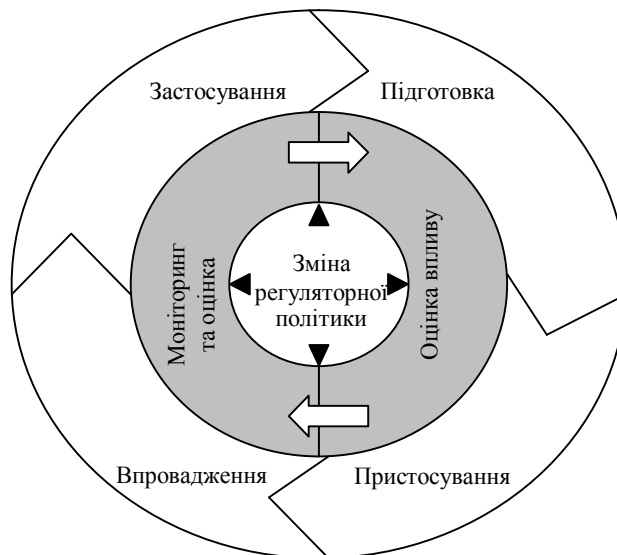 Застосування
Підготовка
Моніторинг
та оцінка
Зміна
регуляторної
політики
Оцінка впливу
Впровадження
Пристосування